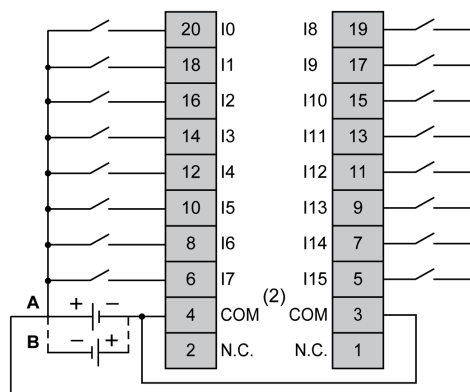 20 I0 I8 19
18 I1 I9 17
16 I2 I10 15
14 I3 I11 13
12 I4 I12 11
10 I5 I13 9
8 I6 I14 7
6 I7 I15 5
(2)
A + − 4 COM COM 3
B − + 2 N.C. N.C. 1